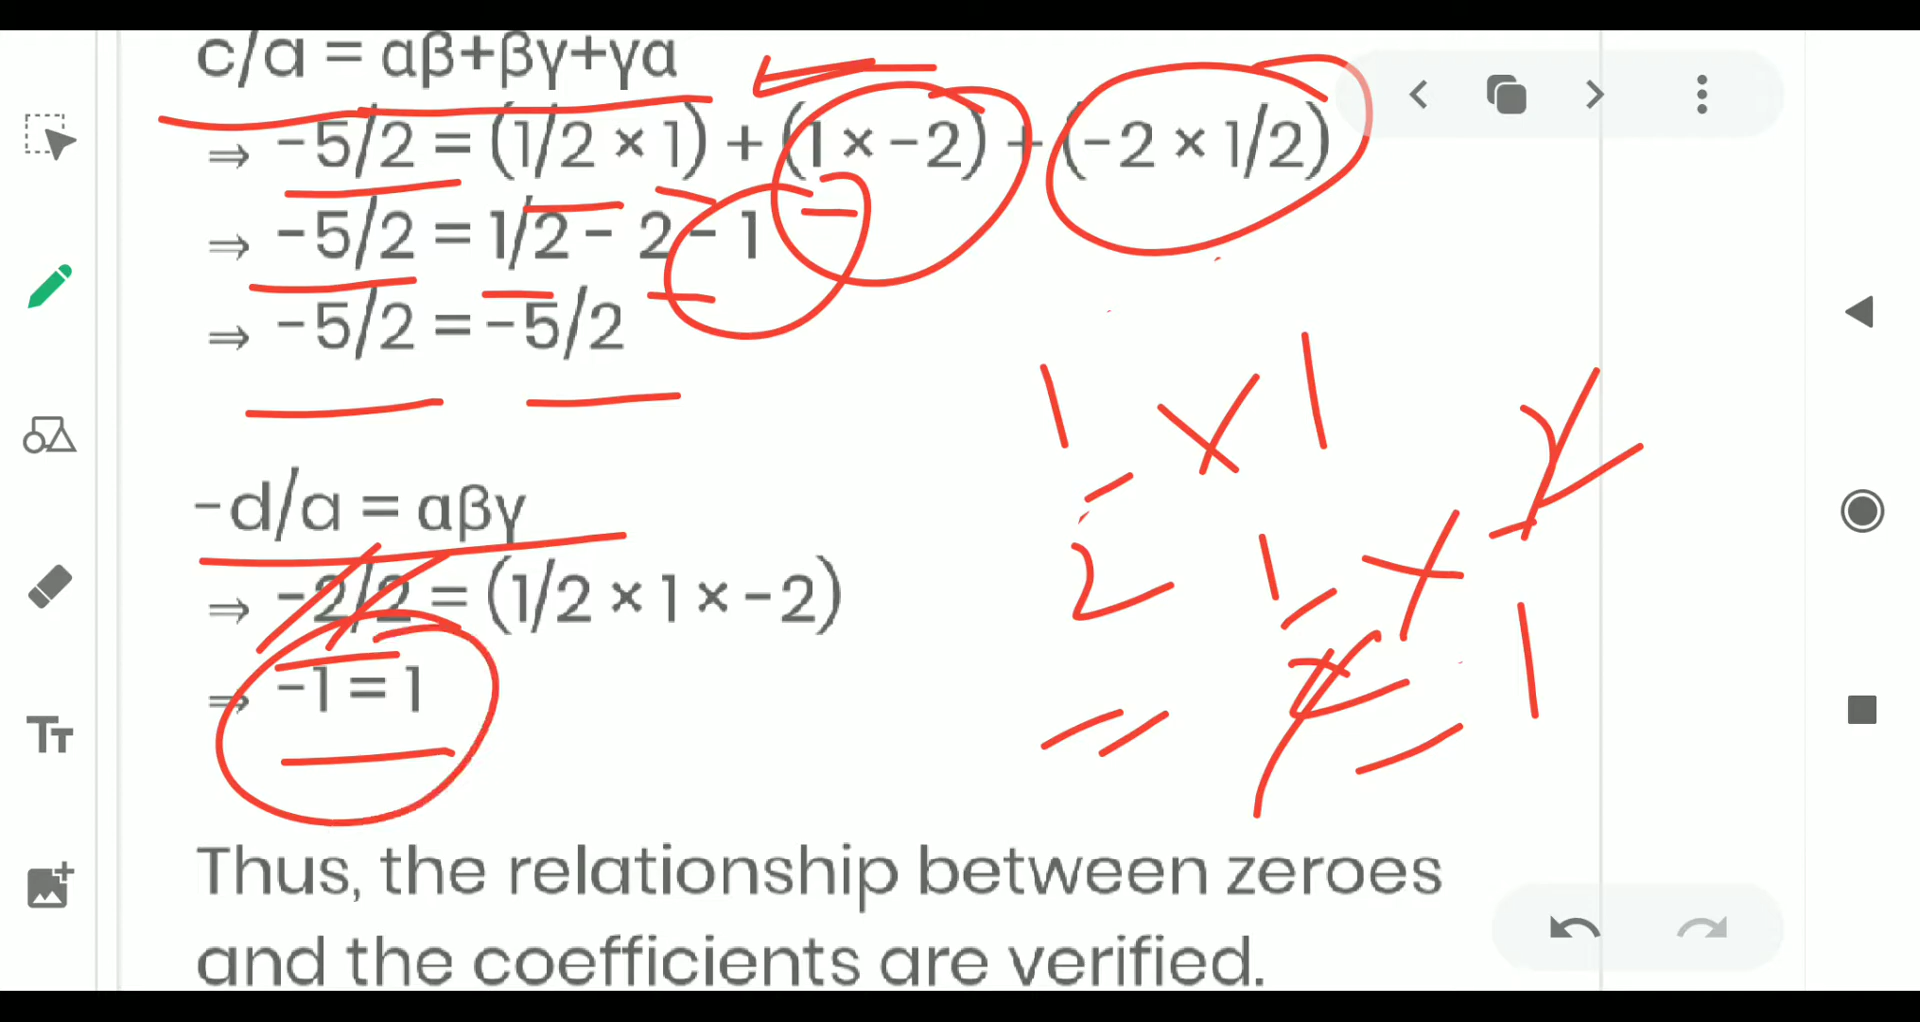 c/a = αβ+βγ+γα
⇒ -5/2 = (1/2 × 1) + (1 × -2) + (-2 × 1/2)
⇒ -5/2 = 1/2 - 2 - 1
⇒ -5/2 = -5/2
-d/a = αβγ
⇒ -2/2 = (1/2 × 1 × -2)
⇒ -1 = 1
Thus, the relationship between zeroes
and the coefficients are verified.
Tт